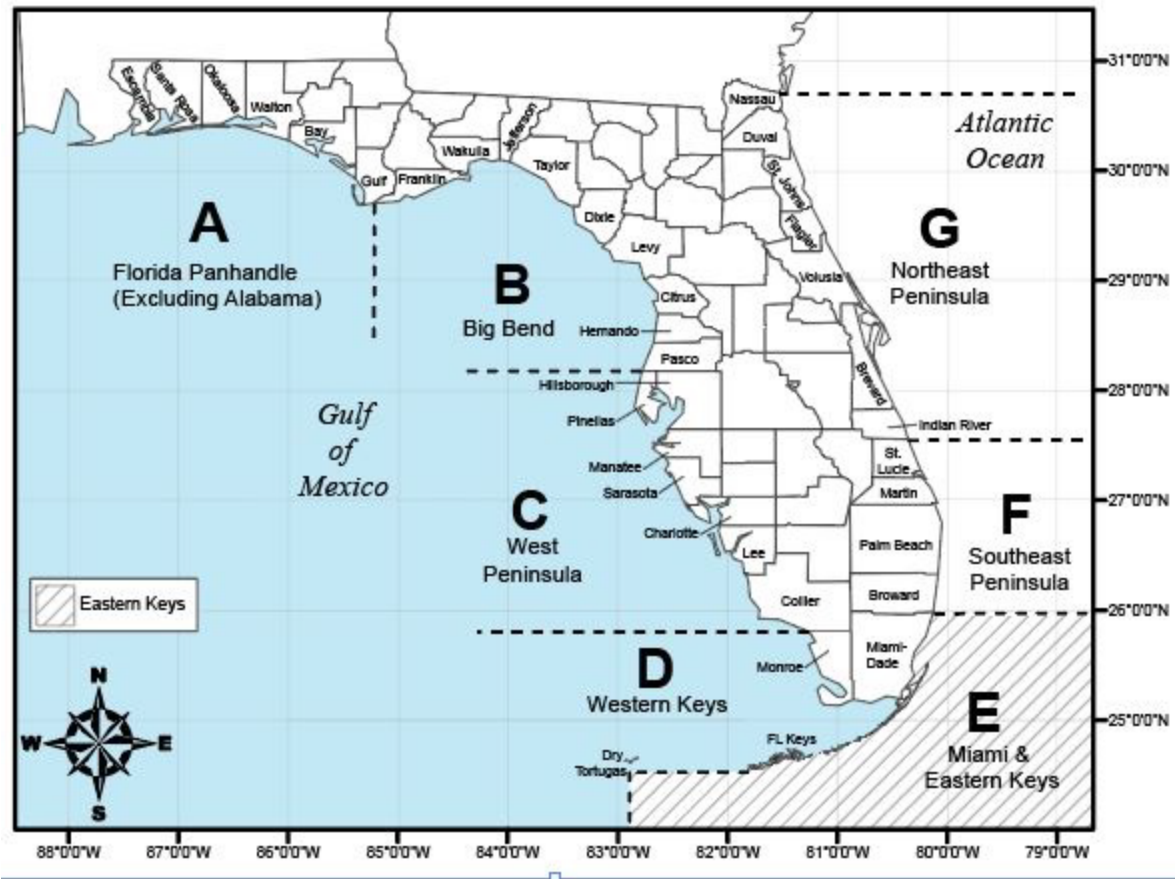 Escambia
Santa Rosa
Okaloosa
Walton
Bay
Gulf
Franklin
Wakulla
Jefferson
Taylor
Dixie
Levy
Citrus
Hernando
Pasco
Hillsborough
Pinellas
Manatee
Sarasota
Charlotte
Lee
Collier
Monroe
Nassau
Duval
St. Johns
Flagler
Volusia
Brevard
Indian River
St.
Lucie
Martin
Palm Beach
Broward
Miami-
Dade
FL Keys
Dry
Tortugas
A
Florida Panhandle
(Excluding Alabama)
B
Big Bend
C
West
Peninsula
D
Western Keys
E
Miami &
Eastern Keys
F
Southeast
Peninsula
G
Northeast
Peninsula
Atlantic
Ocean
Gulf
of
Mexico
Eastern Keys
N
W E
S
31°0'0"N
30°0'0"N
29°0'0"N
28°0'0"N
27°0'0"N
26°0'0"N
25°0'0"N
88°0'0"W 87°0'0"W 86°0'0"W 85°0'0"W 84°0'0"W 83°0'0"W 82°0'0"W 81°0'0"W 80°0'0"W 79°0'0"W